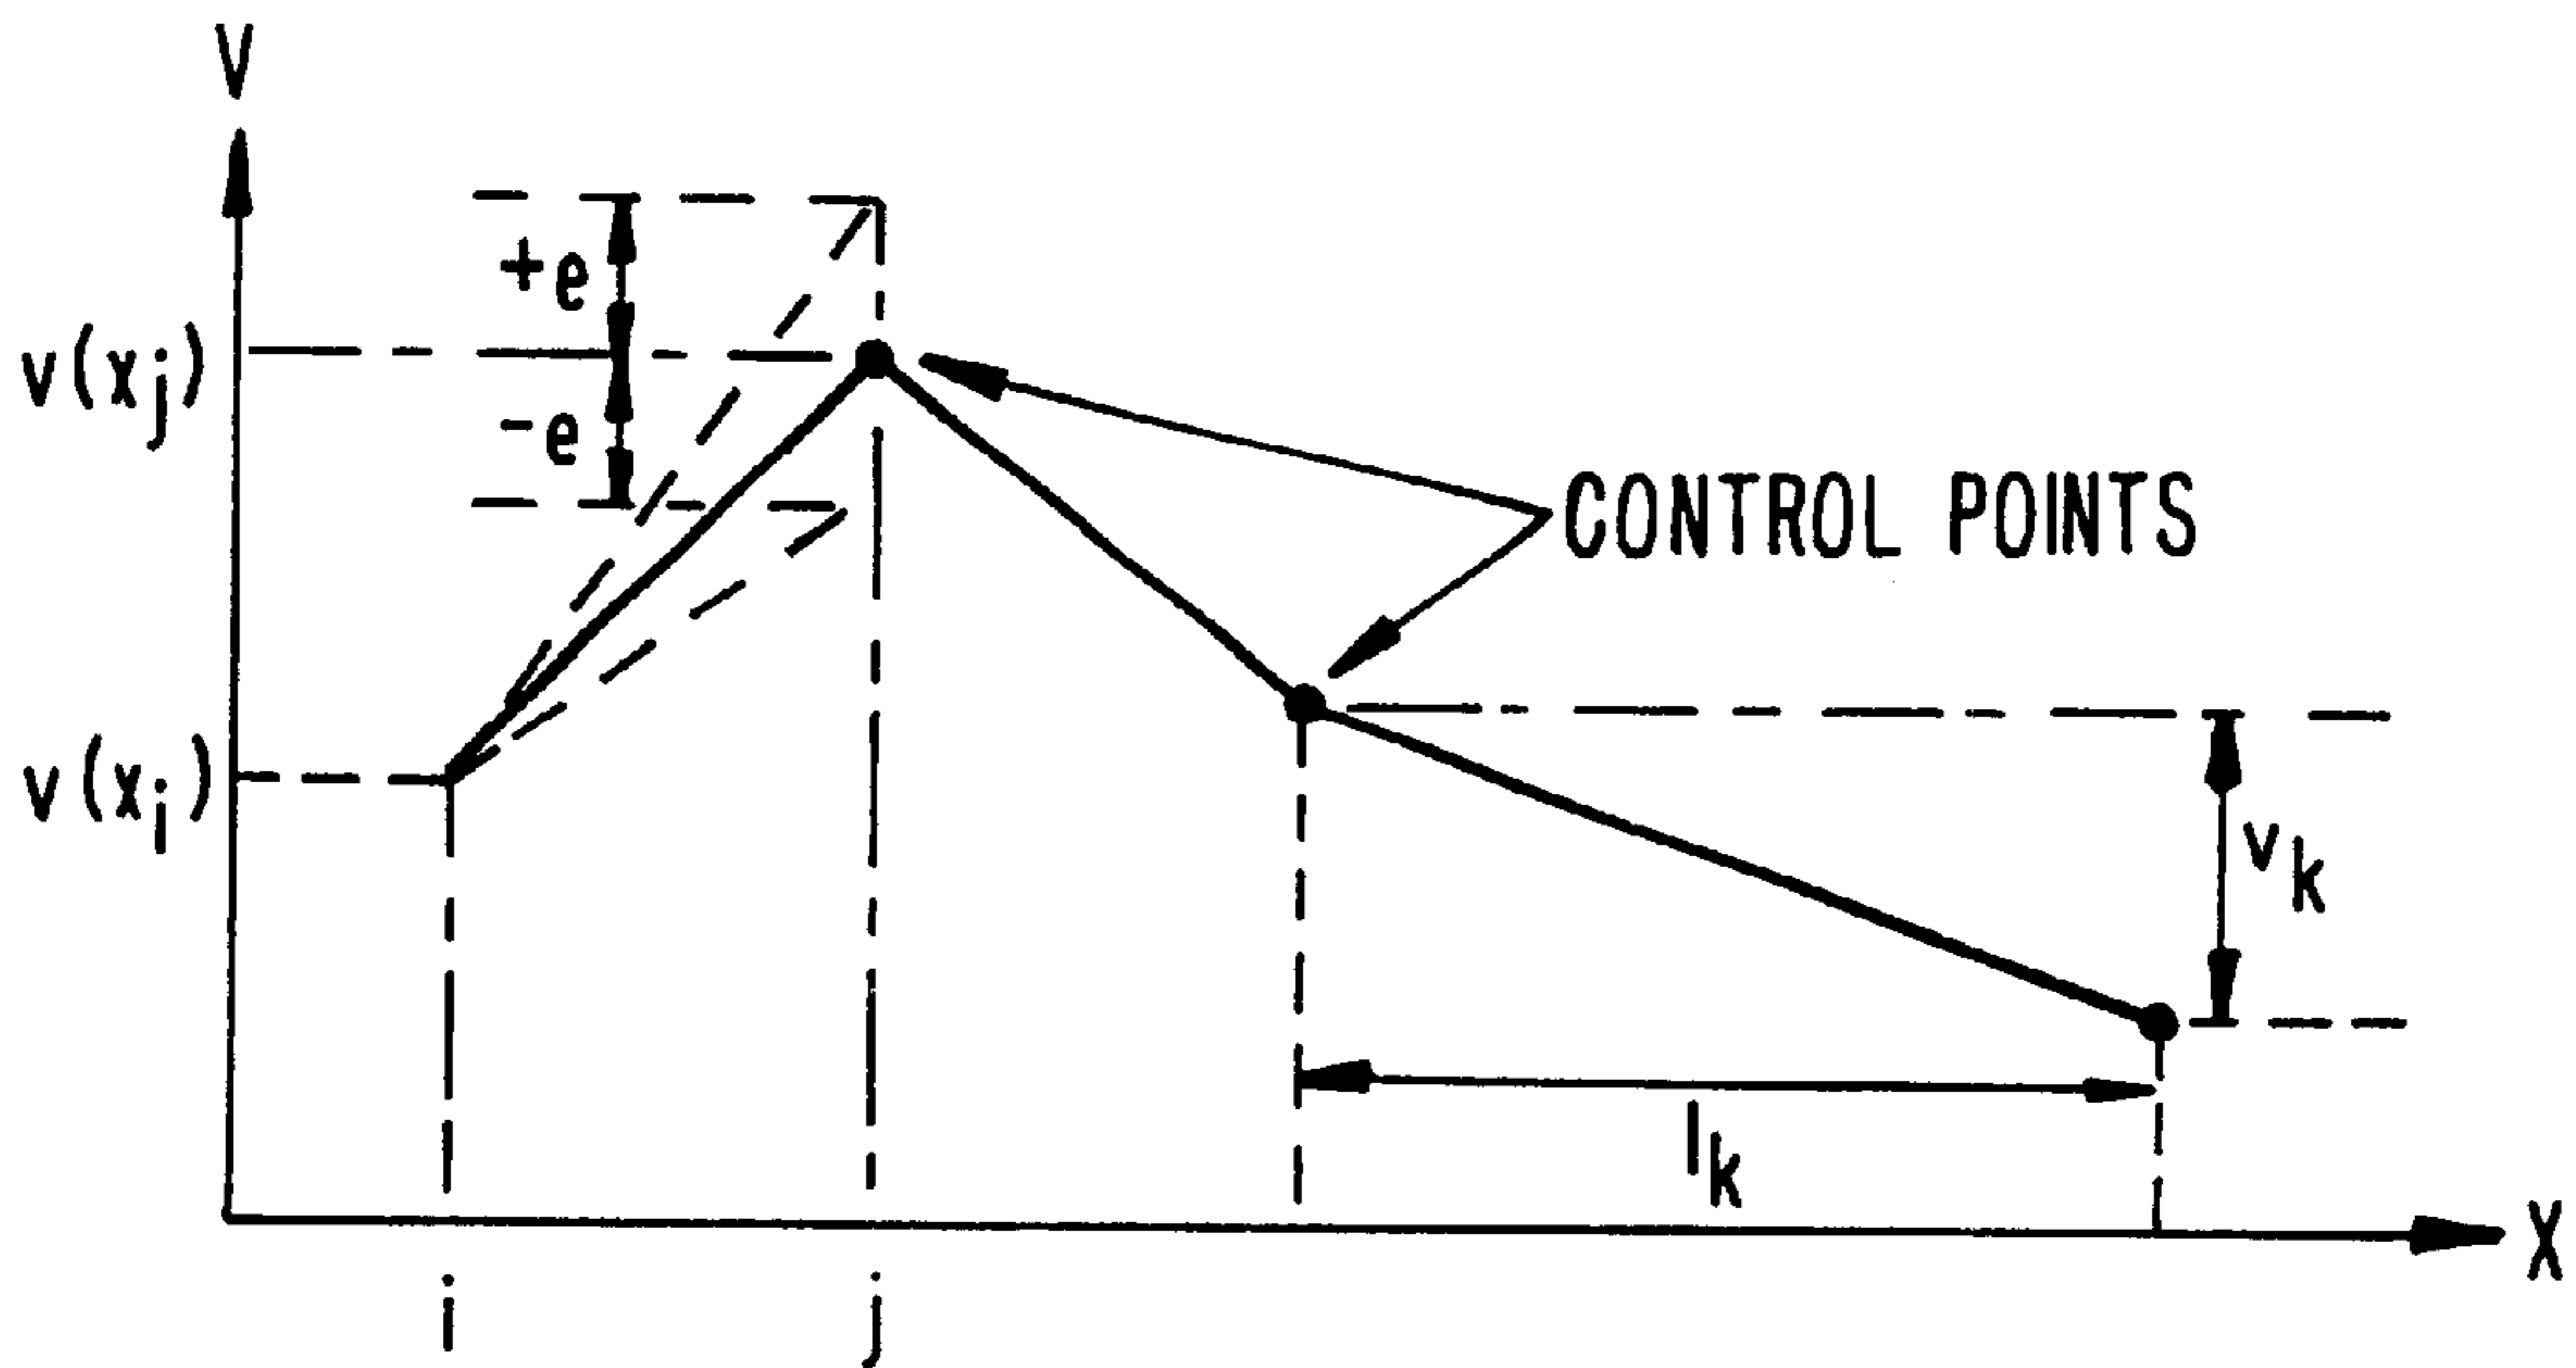 V
+e
v(xj)
-e
CONTROL POINTS
v(xi)
vk
lk
X
i
j